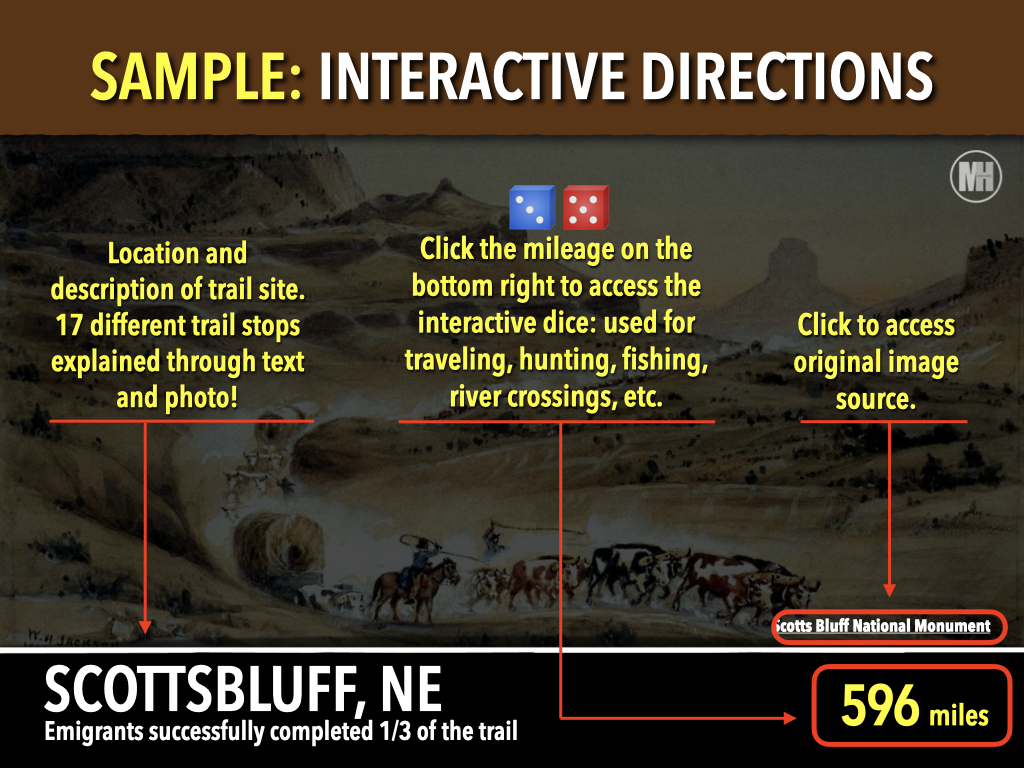 SAMPLE: INTERACTIVE DIRECTIONS
MH
Location and
description of trail site.
17 different trail stops
explained through text
and photo!
Click the mileage on the
bottom right to access the
interactive dice: used for
traveling, hunting, fishing,
river crossings, etc.
Click to access
original image
source.
W.H. JACKSON
Scotts Bluff National Monument
SCOTTSBLUFF, NE
Emigrants successfully completed 1/3 of the trail
596 miles